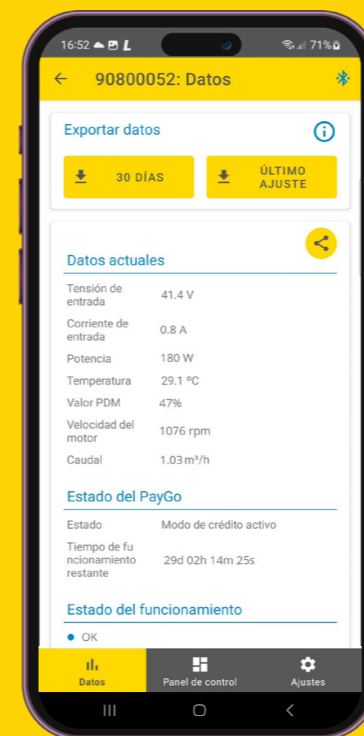 16:52 71%
90800052: Datos
Exportar datos
30 DÍAS
ÚLTIMO
AJUSTE
Datos actuales
Tensión de
entrada
41.4 V
Corriente de
entrada
0.8 A
Potencia
180 W
Temperatura
29.1 ºC
Valor PDM
47%
Velocidad del
motor
1076 rpm
Caudal
1.03 m³/h
Estado del PayGo
Estado
Modo de crédito activo
Tiempo de fu
ncionamiento
restante
29d 02h 14m 25s
Estado del funcionamiento
OK
Datos
Panel de control
Ajustes